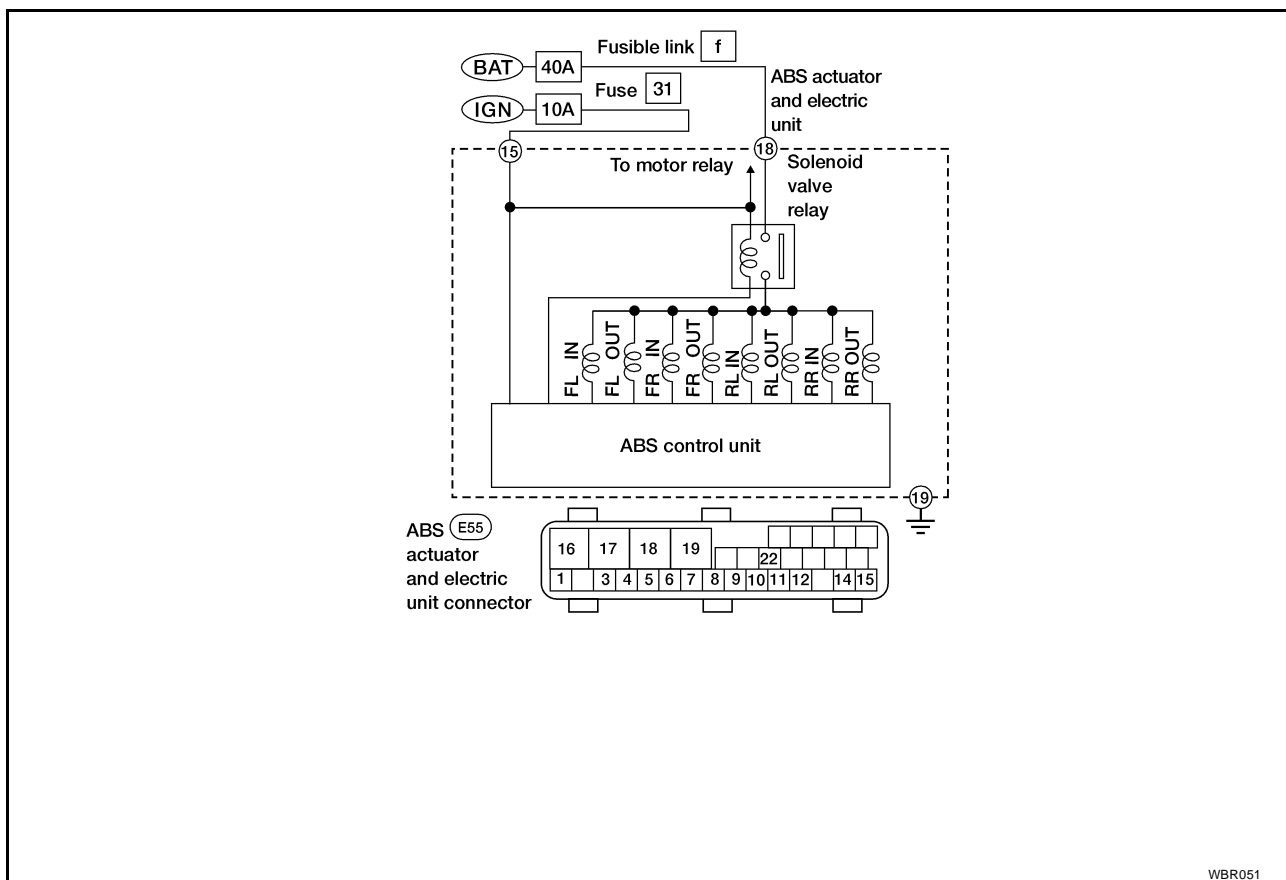 BAT 40A Fusible link f
IGN 10A Fuse 31
ABS actuator
and electric
unit
15 18
To motor relay
Solenoid
valve
relay
FL IN
FL OUT
FR IN
FR OUT
RL IN
RL OUT
RR IN
RR OUT
ABS control unit
19
ABS E55
actuator
and electric
unit connector
16 17 18 19
22
1 3 4 5 6 7 8 9 10 11 12 14 15
WBR051